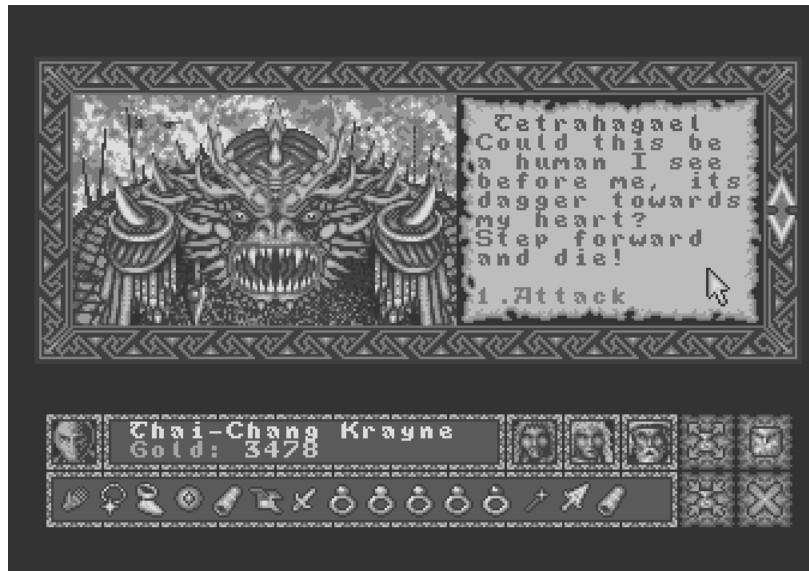 Tetrahagael
Could this be
a human I see
before me, its
dagger towards
my heart?
Step forward
and die!
1.Attack
Thai-Chang Krayne
Gold: 3478